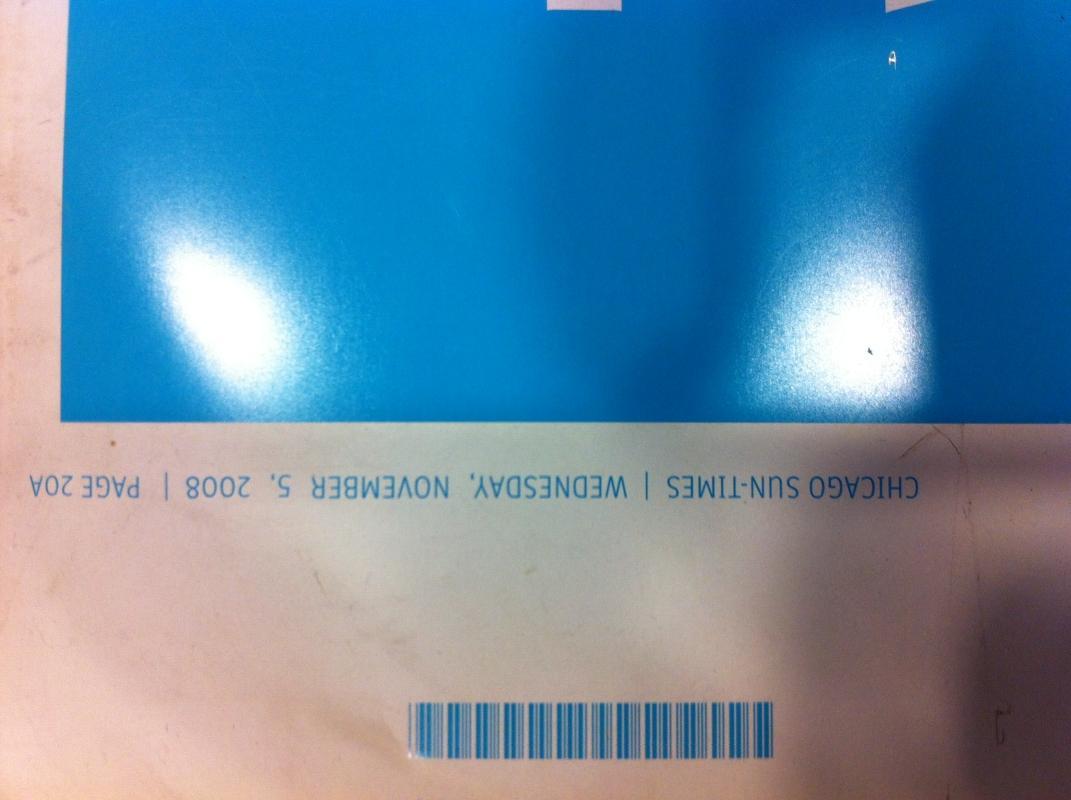 CHICAGO SUN-TIMES | WEDNESDAY, NOVEMBER 5, 2008 | PAGE 20A